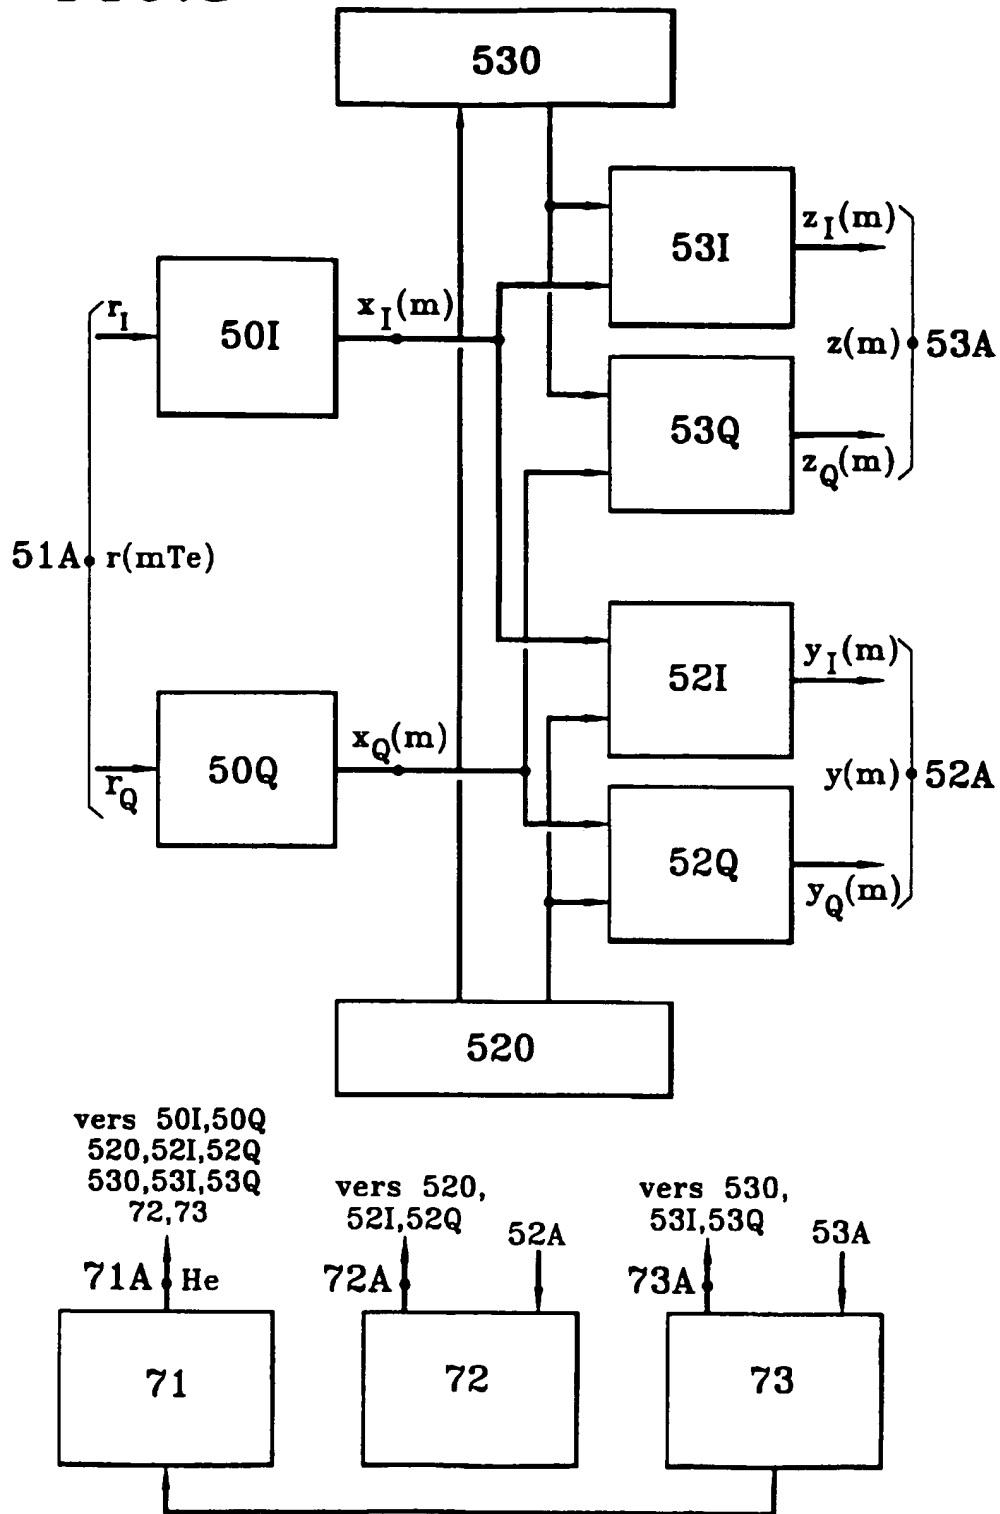 530
53I
z_I(m)
r_I
50I
x_I(m)
z(m)
53A
53Q
z_Q(m)
51A
r(mTe)
52I
y_I(m)
r_Q
50Q
x_Q(m)
y(m)
52A
52Q
y_Q(m)
520
vers 50I,50Q
520,52I,52Q
530,53I,53Q
72,73
vers 520,
52I,52Q
52A
vers 530,
53I,53Q
53A
71A
He
72A
73A
71
72
73